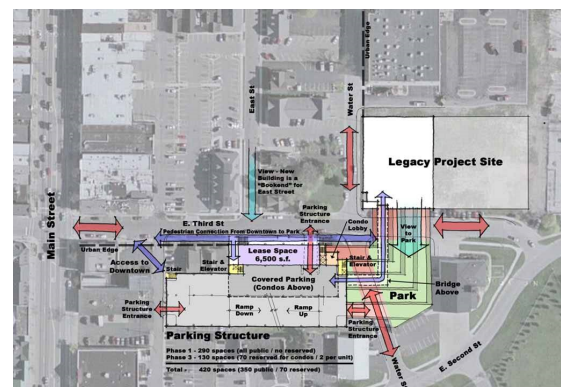 Urban Edge
East St
Water St
Legacy Project Site
Main Street
View - New
Building is a
"Bookend" for
East Street
Parking
Structure
Entrance
Condo
Lobby
E. Third St
Pedestrian Connection From Downtown to Park
View
to
Park
Urban Edge
Access to
Downtown
Lease Space
6,500 s.f.
Stair &
Elevator
Stair &
Elevator
Stair
Covered Parking
(Condos Above)
Bridge
Above
Park
Parking
Structure
Entrance
Ramp
Down
Ramp
Up
Parking
Structure
Entrance
Parking Structure
Phase 1 - 290 spaces (all public / no reserved)
Phase 3 - 130 spaces (70 reserved for condos / 2 per unit)
Total - 420 spaces (350 public / 70 reserved)
Water St
E. Second St